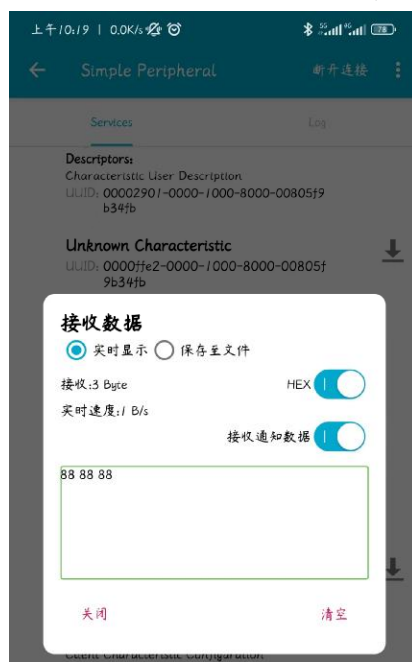 上午10:19 | 0.0K/s
5G 4G 78
Simple Peripheral 断开连接
Services Log
Descriptors:
Characteristic User Description
UUID: 00002901-0000-1000-8000-00805f9
b34fb
Unknown Characteristic
UUID: 0000ffe2-0000-1000-8000-00805f
9b34fb
接收数据
实时显示 保存至文件
接收:3 Byte HEX
实时速度:1 B/s
接收通知数据
88 88 88
关闭 清空
Client Characteristic Configuration